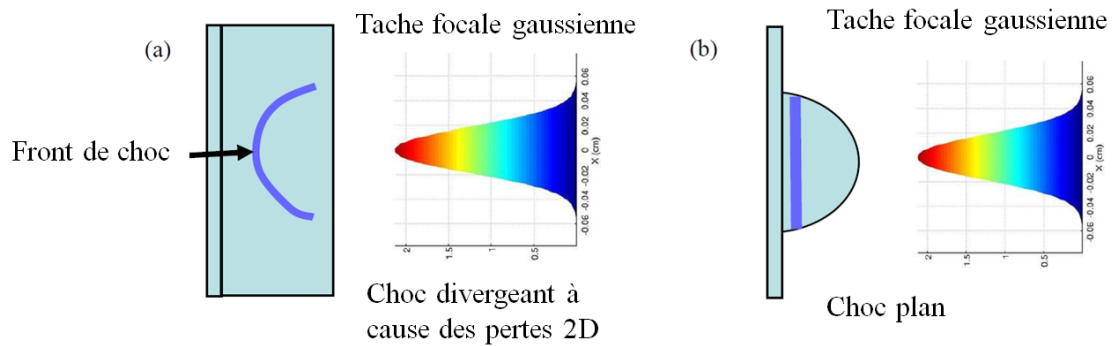 Tache focale gaussienne
(a)
0.06
0.04
0.02
0
-0.02
-0.04
-0.06
X (cm)
2
1.5
1
0.5
Front de choc
Choc divergeant à
cause des pertes 2D
Tache focale gaussienne
(b)
0.06
0.04
0.02
0
-0.02
-0.04
-0.06
X (cm)
2
1.5
1
0.5
Choc plan